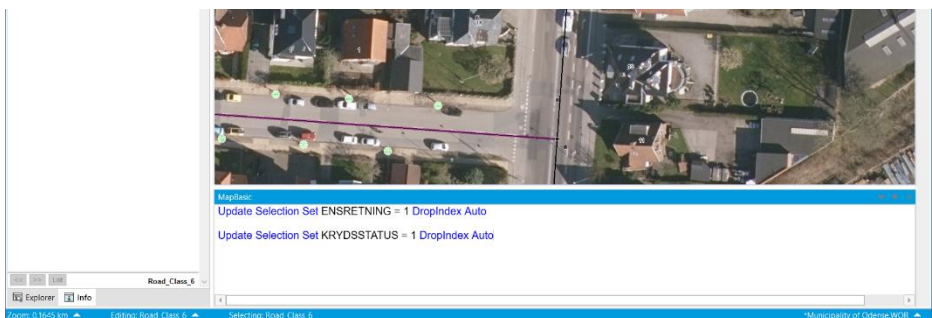 MapBasic
Update Selection Set ENSRETNING = 1 DropIndex Auto
Update Selection Set KRYDSSTATUS = 1 DropIndex Auto
<< >> List Road_Class_6
Explorer Info
Zoom: 0.1645 km Editing: Road_Class_6 Selecting: Road_Class_6 *Municipality of Odense.WOR